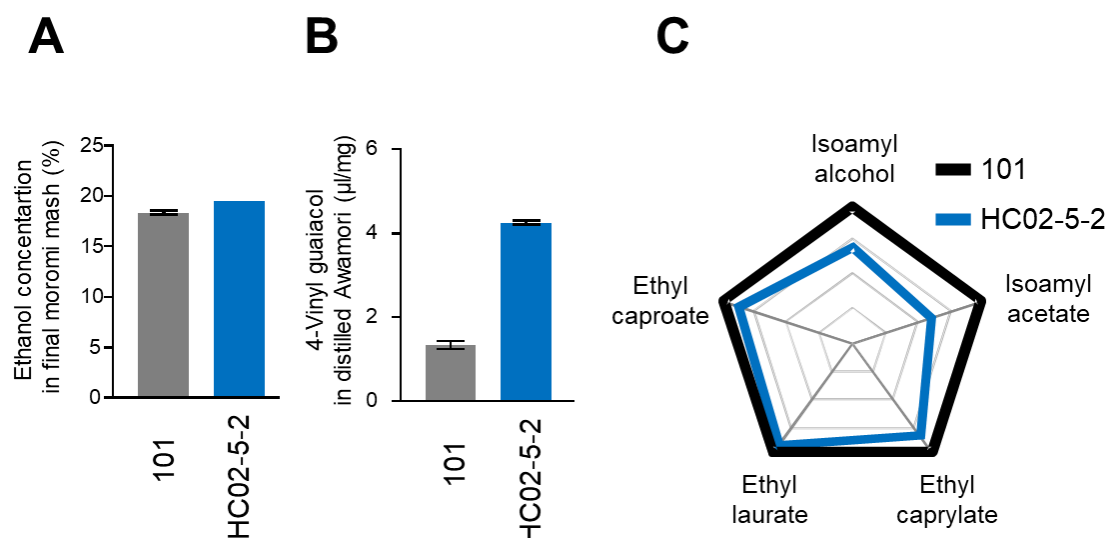 A
B
C
Ethanol concentartion
in final moromi mash (%)
25
20
15
10
5
0
101
HC02-5-2
4-Vinyl guaiacol
in distilled Awamori (µl/mg)
6
4
2
0
101
HC02-5-2
Isoamyl
alcohol
101
HC02-5-2
Ethyl
caproate
Isoamyl
acetate
Ethyl
laurate
Ethyl
caprylate